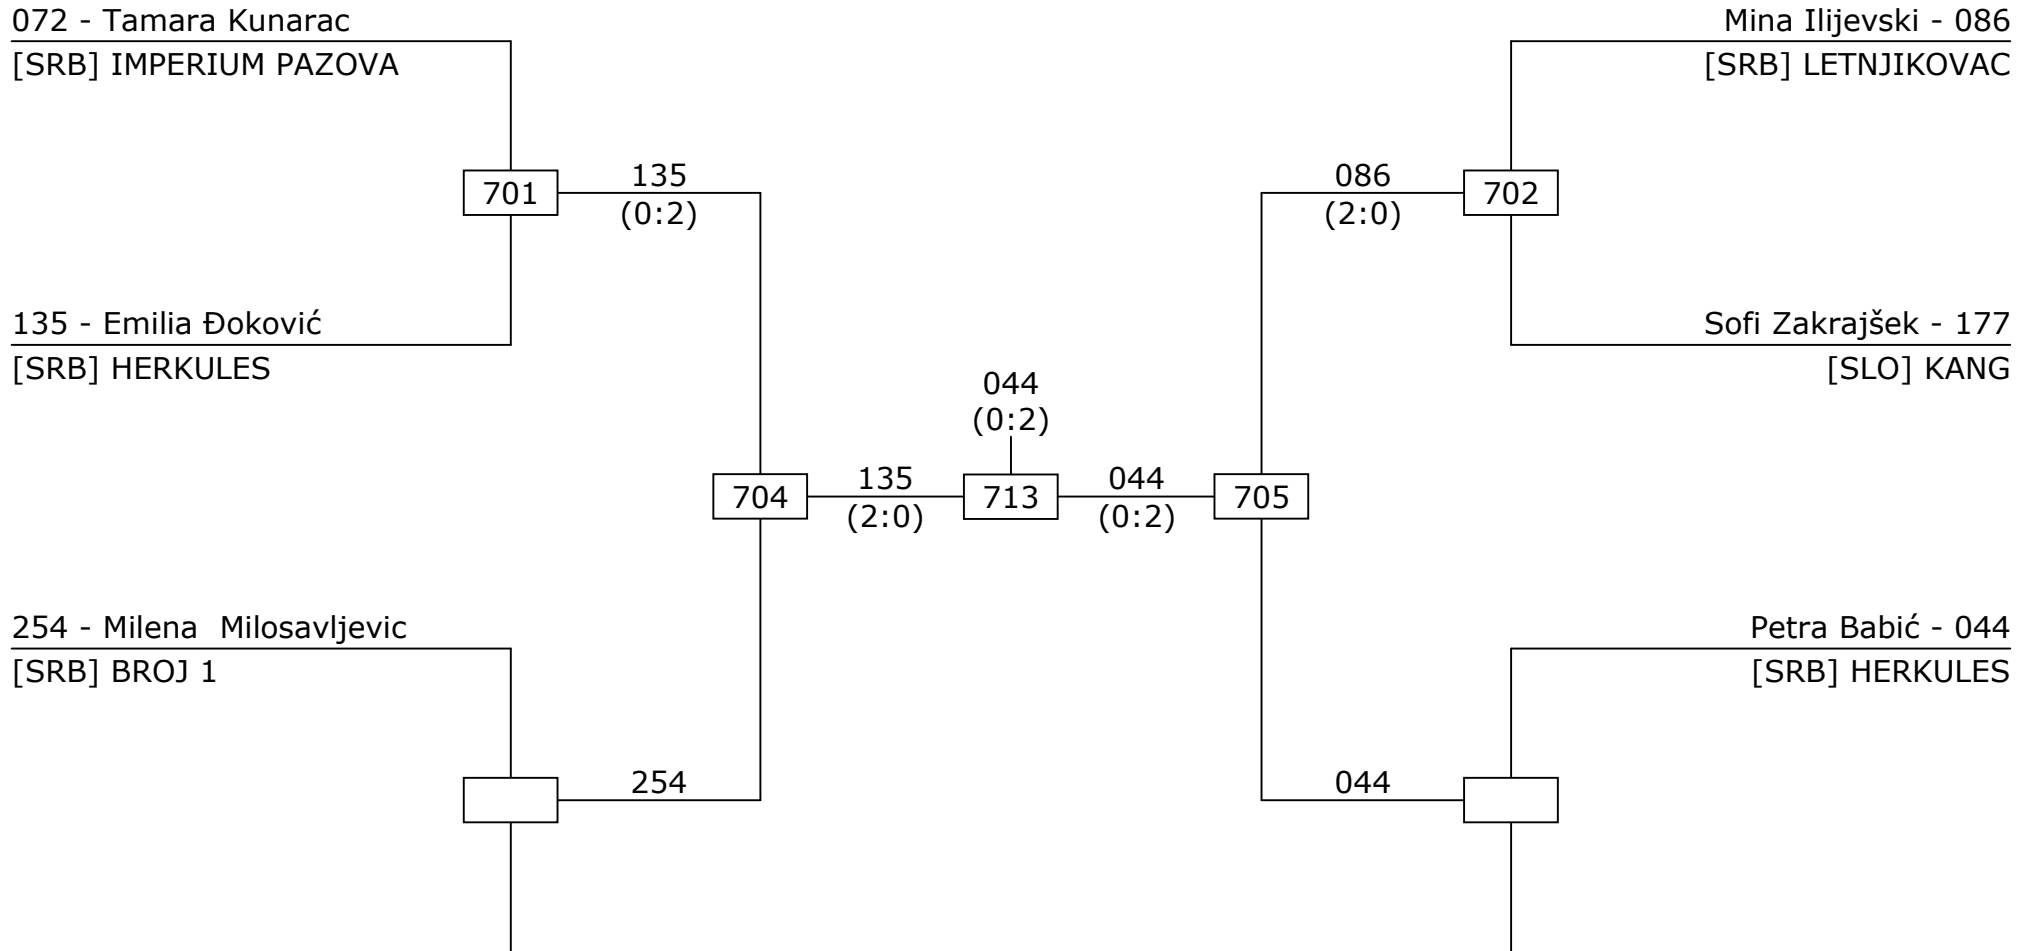 072 - Tamara Kunarac
[SRB] IMPERIUM PAZOVA
Mina Ilijevski - 086
[SRB] LETNJIKOVAC
701
135
(0:2)
086
(2:0)
702
135 - Emilia Đoković
[SRB] HERKULES
Sofi Zakrajšek - 177
[SLO] KANG
044
(0:2)
704
135
(2:0)
713
044
(0:2)
705
254 - Milena  Milosavljevic
[SRB] BROJ 1
Petra Babić - 044
[SRB] HERKULES
254
044